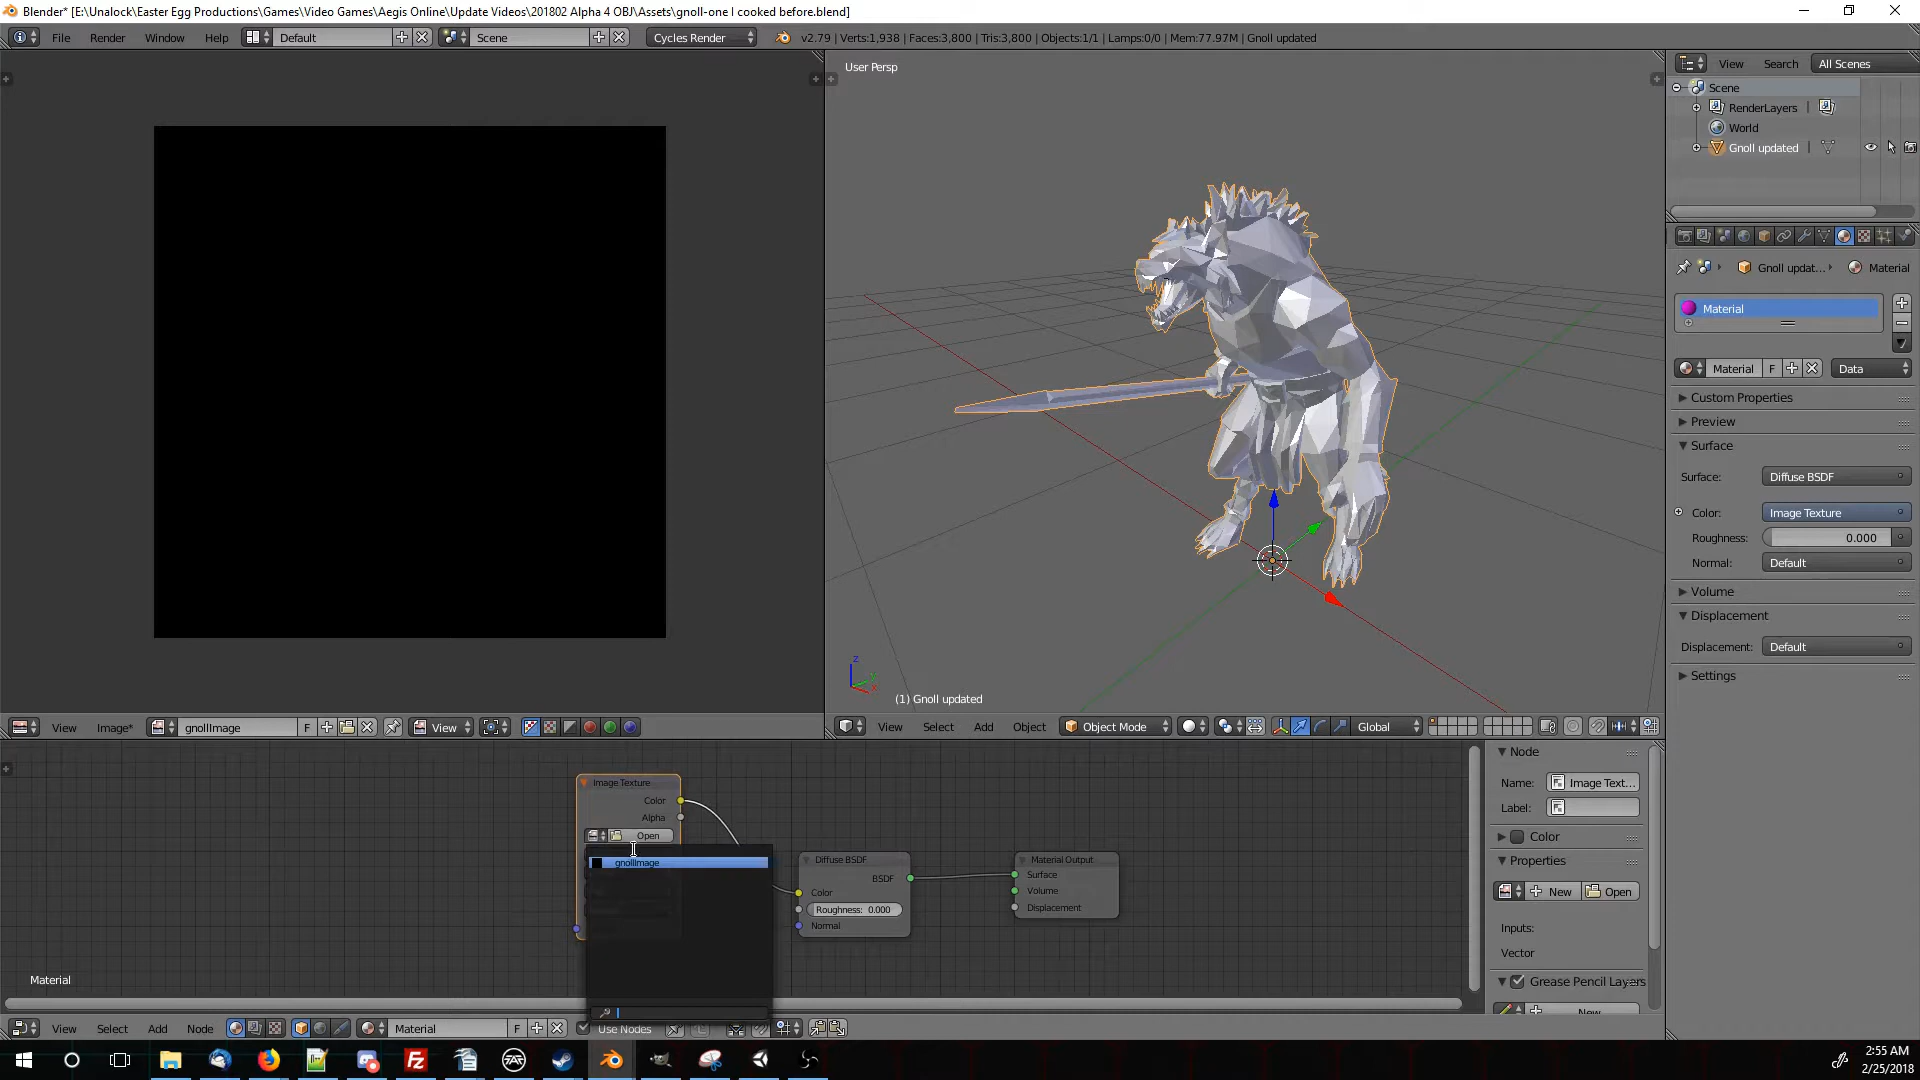 Blender* [E:\Unalock\Easter Egg Productions\Games\Video Games\Aegis Online\Update Videos\201802 Alpha 4 OBJ\Assets\gnoll-one I cooked before.blend]
File Render Window Help Default Scene Cycles Render v2.79 | Verts:1,938 | Faces:3,800 | Tris:3,800 | Objects:1/1 | Lamps:0/0 | Mem:77.97M | Gnoll updated
User Persp
View Search All Scenes
Scene
RenderLayers
World
Gnoll updated
Gnoll updat... Material
Material
Material F Data
Custom Properties
Preview
Surface
Surface: Diffuse BSDF
Color: Image Texture
Roughness: 0.000
Normal: Default
Volume
Displacement
Displacement: Default
Settings
z
y
x
(1) Gnoll updated
View Image* gnollImage F View
View Select Add Object Object Mode Global
Image Texture
Color
Alpha
Open
gnollImage
Diffuse BSDF
BSDF
Color
Roughness: 0.000
Normal
Material Output
Surface
Volume
Displacement
Node
Name: Image Text...
Label:
Color
Properties
New Open
Inputs:
Vector
Grease Pencil Layers
New
Material
View Select Add Node Material F Use Nodes
2:55 AM
2/25/2018